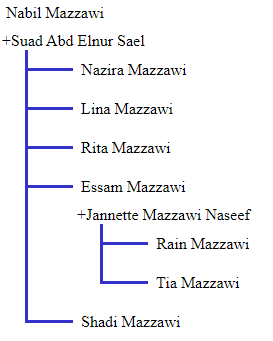 Nabil Mazzawi
+Suad Abd Elnur Sael
Nazira Mazzawi
Lina Mazzawi
Rita Mazzawi
Essam Mazzawi
+Jannette Mazzawi Naseef
Rain Mazzawi
Tia Mazzawi
Shadi Mazzawi